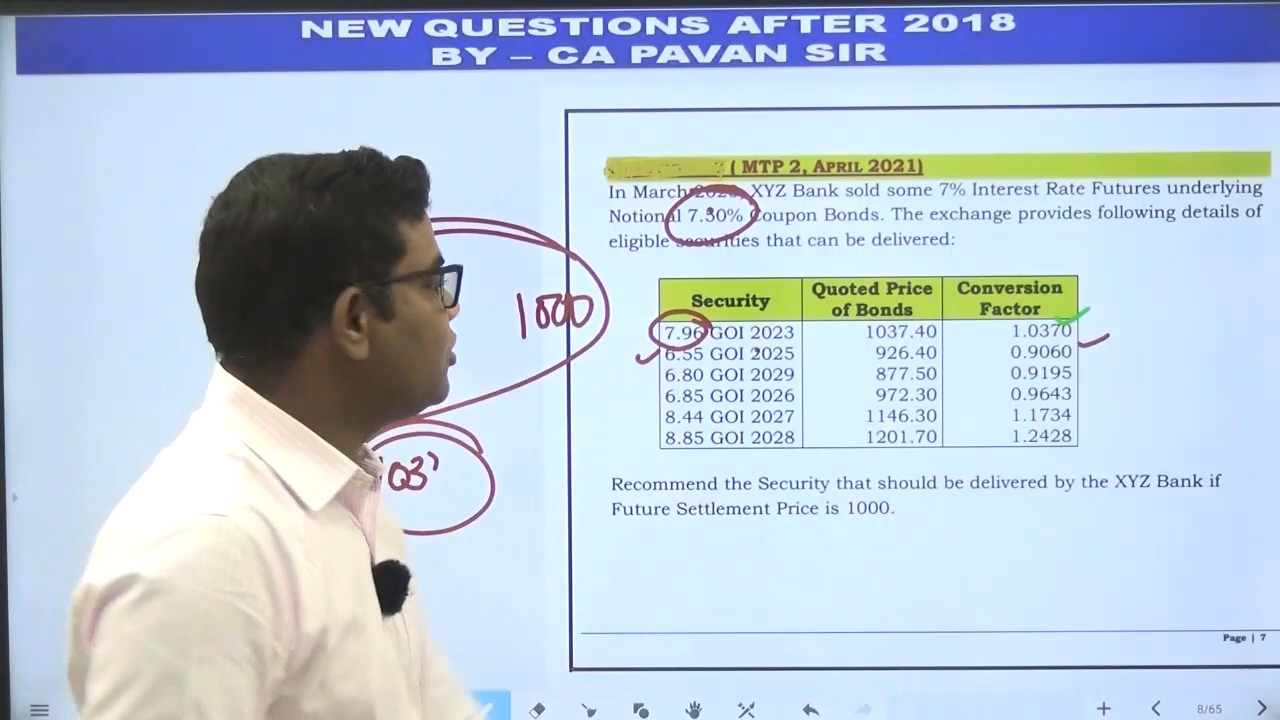 NEW QUESTIONS AFTER 2018
BY – CA PAVAN SIR
( MTP 2, APRIL 2021)
In March XYZ Bank sold some 7% Interest Rate Futures underlying
Notional 7.30% Coupon Bonds. The exchange provides following details of
eligible securities that can be delivered:
Security Quoted Price of Bonds Conversion Factor
7.96 GOI 2023 1037.40 1.0370
6.55 GOI 2025 926.40 0.9060
6.80 GOI 2029 877.50 0.9195
6.85 GOI 2026 972.30 0.9643
8.44 GOI 2027 1146.30 1.1734
8.85 GOI 2028 1201.70 1.2428
Recommend the Security that should be delivered by the XYZ Bank if
Future Settlement Price is 1000.
1000
Q3
Page | 7
8/65